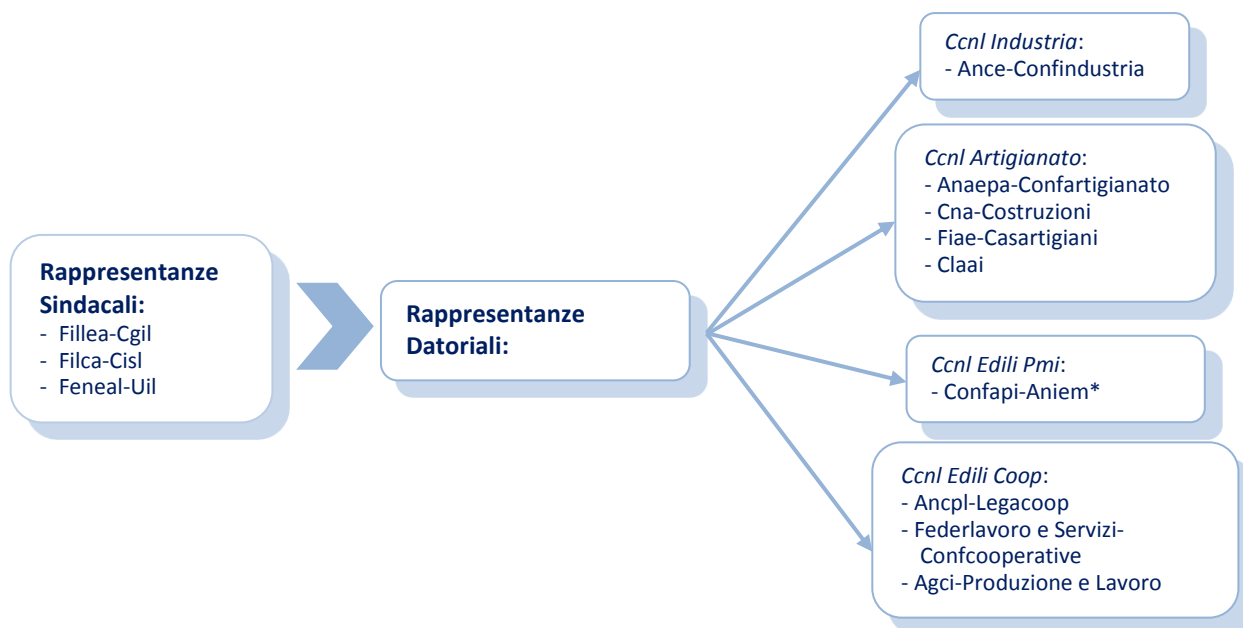 Rappresentanze
Sindacali:
- Fillea-Cgil
- Filca-Cisl
- Feneal-Uil
Rappresentanze
Datoriali:
Ccnl Industria:
- Ance-Confindustria
Ccnl Artigianato:
- Anaepa-Confartigianato
- Cna-Costruzioni
- Fiae-Casartigiani
- Claai
Ccnl Edili Pmi:
- Confapi-Aniem*
Ccnl Edili Coop:
- Ancpl-Legacoop
- Federlavoro e Servizi-
Confcooperative
- Agci-Produzione e Lavoro